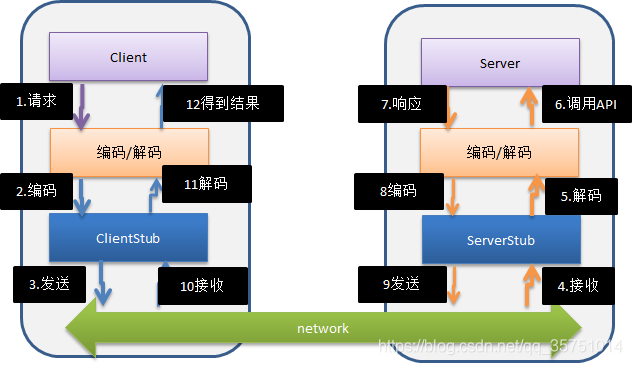 Client
Server
1.请求
12得到结果
7.响应
6.调用API
编码/解码
编码/解码
2.编码
11解码
8编码
5.解码
ClientStub
ServerStub
3.发送
10接收
9发送
4.接收
network
https://blog.csdn.net/qq_35751014